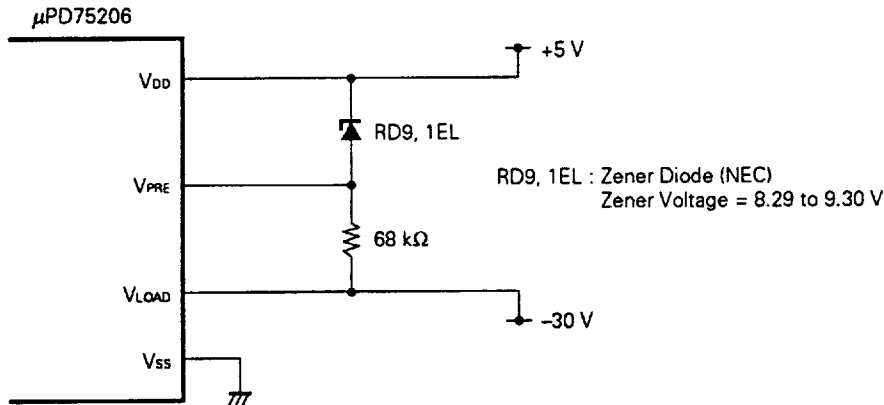 μPD75206
VDD
+5 V
RD9, 1EL
VPRE
RD9, 1EL : Zener Diode (NEC)
Zener Voltage = 8.29 to 9.30 V
68 kΩ
VLOAD
–30 V
VSS